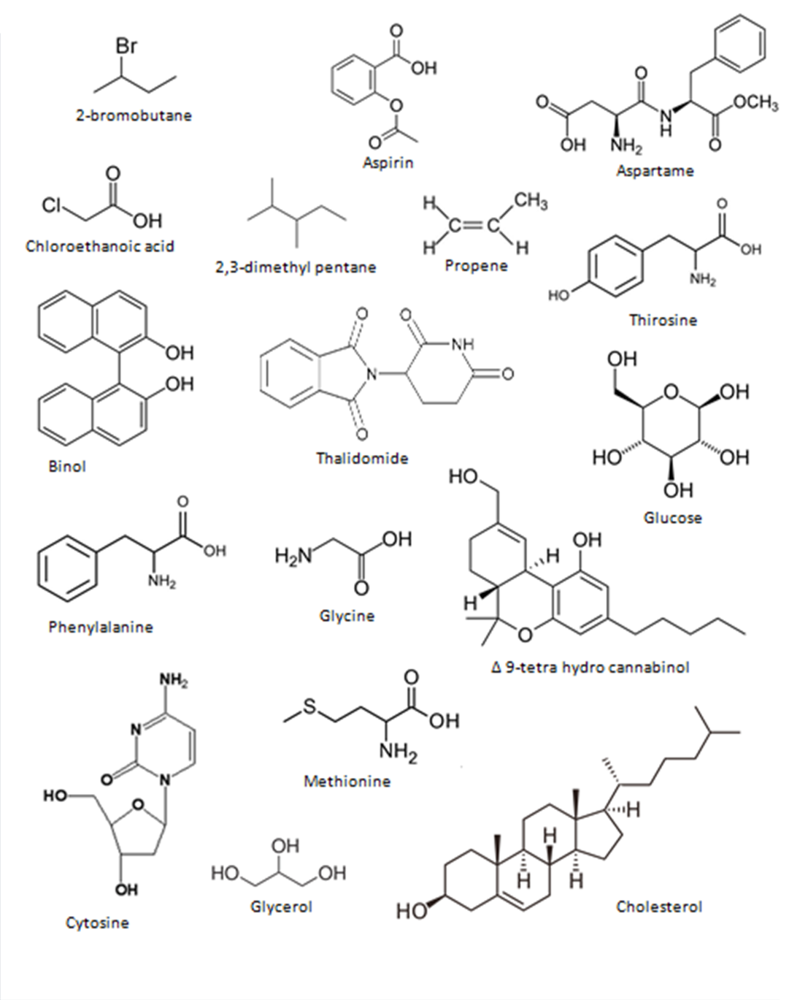 Br
2-bromobutane
O
OH
O
O
Aspirin
O
O
OH
NH₂
N
H
OCH₃
O
Aspartame
O
Cl
OH
Chloroethanoic acid
2,3-dimethyl pentane
H
CH₃
C=C
H
H
Propene
O
OH
NH₂
HO
Thirosine
OH
OH
Binol
O
O
NH
N
O
O
Thalidomide
OH
O
OH
HO
OH
OH
Glucose
O
OH
NH₂
Phenylalanine
OH
H₂N
O
Glycine
HO
OH
H
H
O
Δ 9-tetra hydro cannabinol
NH₂
N
O
N
HO
O
OH
Cytosine
O
S
OH
NH₂
Methionine
OH
HO
OH
Glycerol
H
H
H
H
HO
Cholesterol